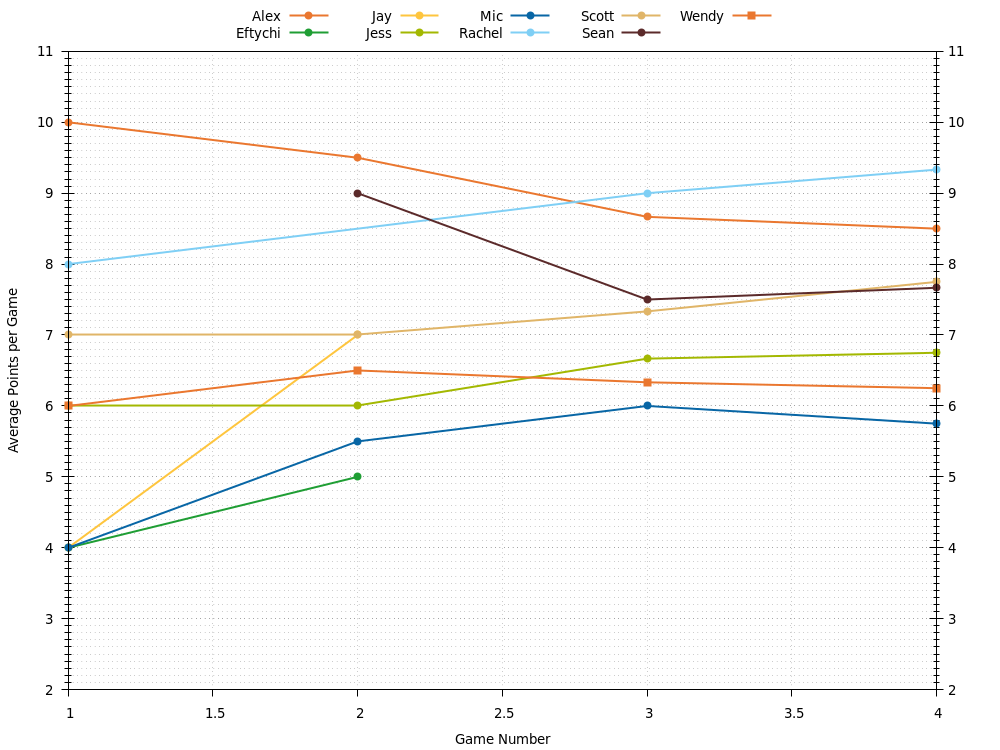 Alex Jay Mic Scott Wendy
Eftychi Jess Rachel Sean
11 11
10 10
9 9
8 8
7 7
6 6
5 5
4 4
3 3
2 2
Average Points per Game
1 1.5 2 2.5 3 3.5 4
Game Number